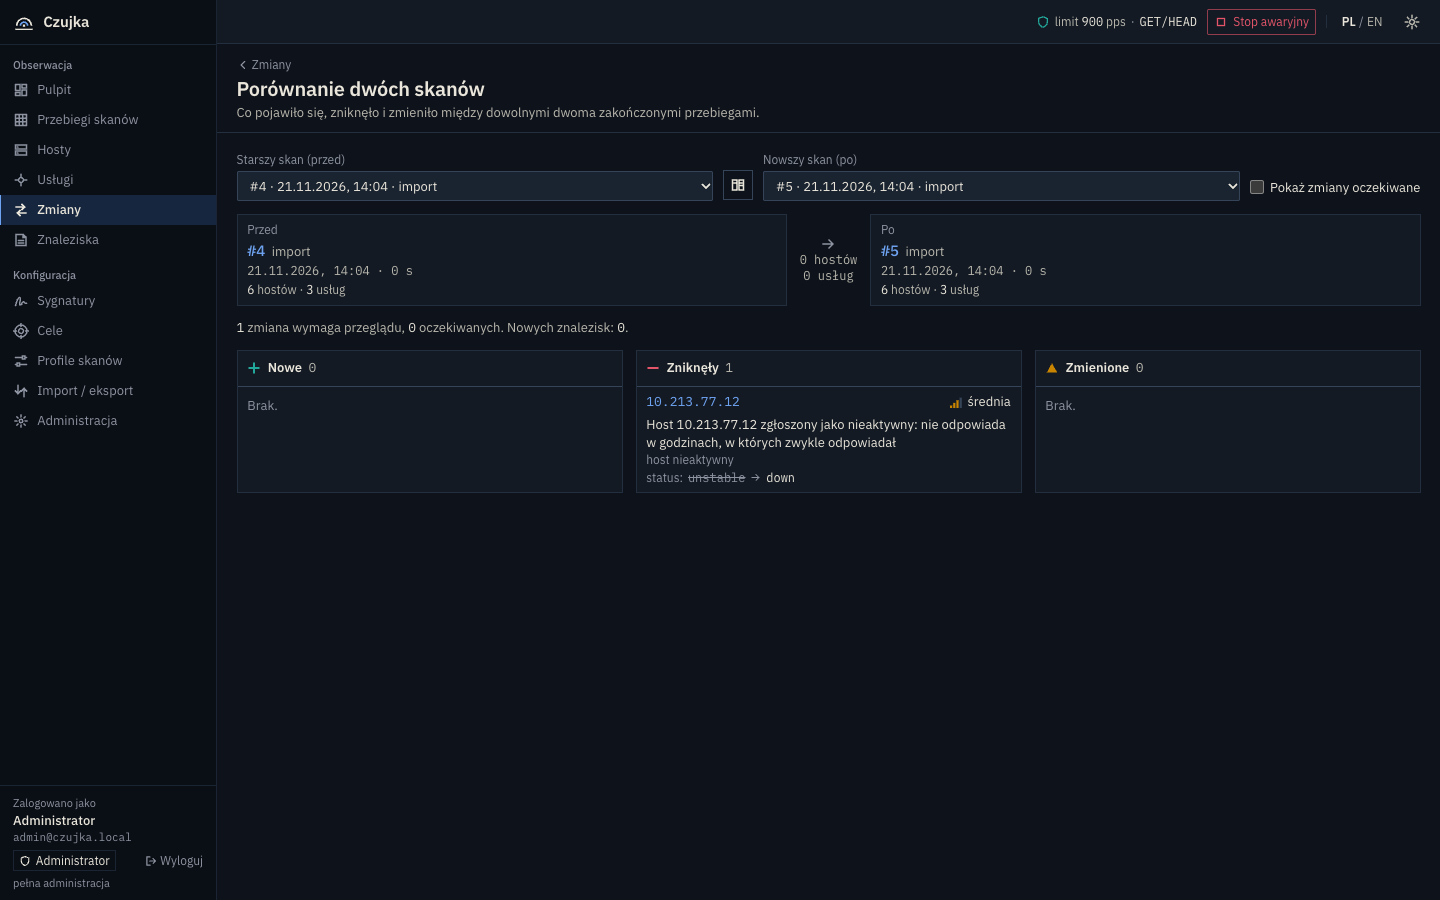 Czujka
limit 900 pps · GET/HEAD
Stop awaryjny
PL / EN
Obserwacja
Pulpit
Przebiegi skanów
Hosty
Usługi
Zmiany
Znaleziska
Konfiguracja
Sygnatury
Cele
Profile skanów
Import / eksport
Administracja
Zalogowano jako
Administrator
admin@czujka.local
Administrator
Wyloguj
pełna administracja
Zmiany
Porównanie dwóch skanów
Co pojawiło się, zniknęło i zmieniło między dowolnymi dwoma zakończonymi przebiegami.
Starszy skan (przed)
#4 · 21.11.2026, 14:04 · import
Nowszy skan (po)
#5 · 21.11.2026, 14:04 · import
Pokaż zmiany oczekiwane
Przed
#4 import
21.11.2026, 14:04 · 0 s
6 hostów · 3 usług
→
0 hostów
0 usług
Po
#5 import
21.11.2026, 14:04 · 0 s
6 hostów · 3 usług
1 zmiana wymaga przeglądu, 0 oczekiwanych. Nowych znalezisk: 0.
Nowe 0
Brak.
Zniknęły 1
10.213.77.12 średnia
Host 10.213.77.12 zgłoszony jako nieaktywny: nie odpowiada
w godzinach, w których zwykle odpowiadał
host nieaktywny
status: unstable → down
Zmienione 0
Brak.